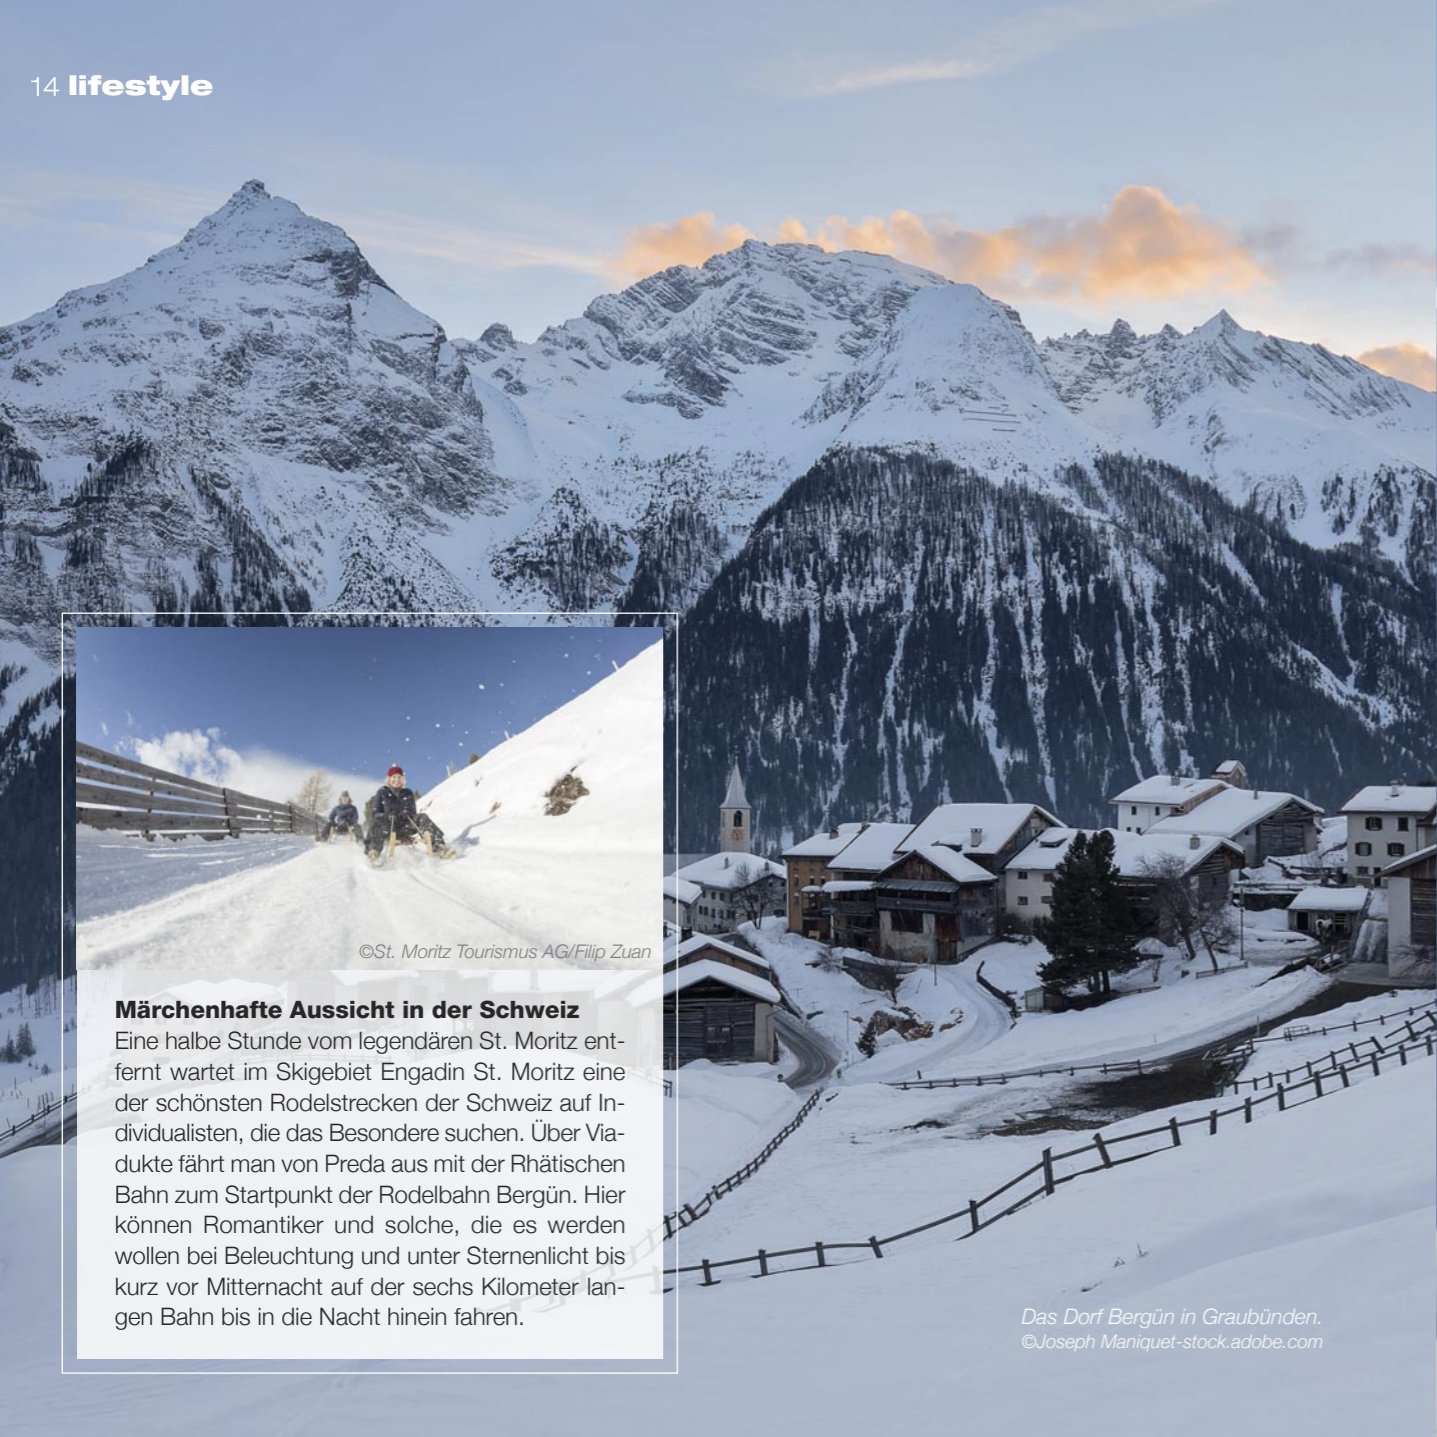 14 lifestyle
©St. Moritz Tourismus AG/Filip Zuan
Märchenhafte Aussicht in der Schweiz
Eine halbe Stunde vom legendären St. Moritz ent-
fernt wartet im Skigebiet Engadin St. Moritz eine
der schönsten Rodelstrecken der Schweiz auf In-
dividualisten, die das Besondere suchen. Über Via-
dukte fährt man von Preda aus mit der Rhätischen
Bahn zum Startpunkt der Rodelbahn Bergün. Hier
können Romantiker und solche, die es werden
wollen bei Beleuchtung und unter Sternenlicht bis
kurz vor Mitternacht auf der sechs Kilometer lan-
gen Bahn bis in die Nacht hinein fahren.
Das Dorf Bergün in Graubünden.
©Joseph Maniquet-stock.adobe.com